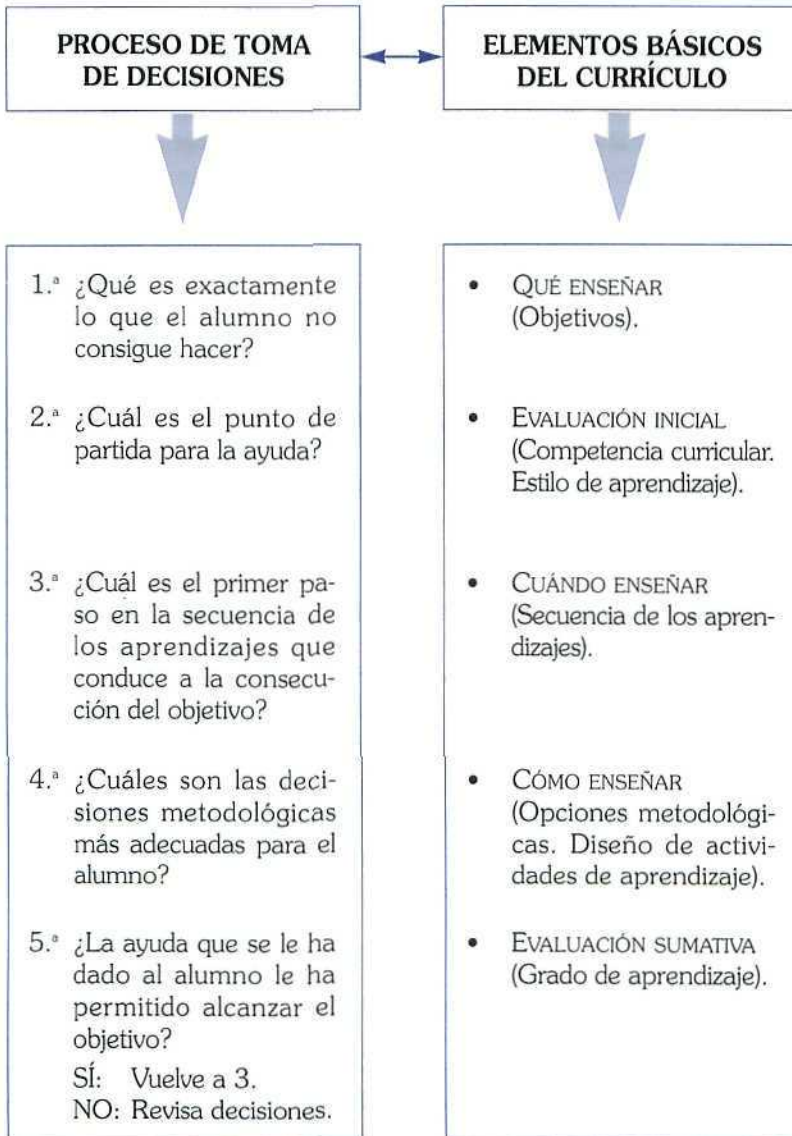 PROCESO DE TOMA
DE DECISIONES
ELEMENTOS BÁSICOS
DEL CURRÍCULO
1.ª ¿Qué es exactamente
lo que el alumno no
consigue hacer?
2.ª ¿Cuál es el punto de
partida para la ayuda?
3.ª ¿Cuál es el primer pa-
so en la secuencia de
los aprendizajes que
conduce a la consecu-
ción del objetivo?
4.ª ¿Cuáles son las deci-
siones metodológicas
más adecuadas para el
alumno?
5.ª ¿La ayuda que se le ha
dado al alumno le ha
permitido alcanzar el
objetivo?
SÍ: Vuelve a 3.
NO: Revisa decisiones.
• QUÉ ENSEÑAR
(Objetivos).
• EVALUACIÓN INICIAL
(Competencia curricular.
Estilo de aprendizaje).
• CUÁNDO ENSEÑAR
(Secuencia de los apren-
dizajes).
• CÓMO ENSEÑAR
(Opciones metodológi-
cas. Diseño de activi-
dades de aprendizaje).
• EVALUACIÓN SUMATIVA
(Grado de aprendizaje).